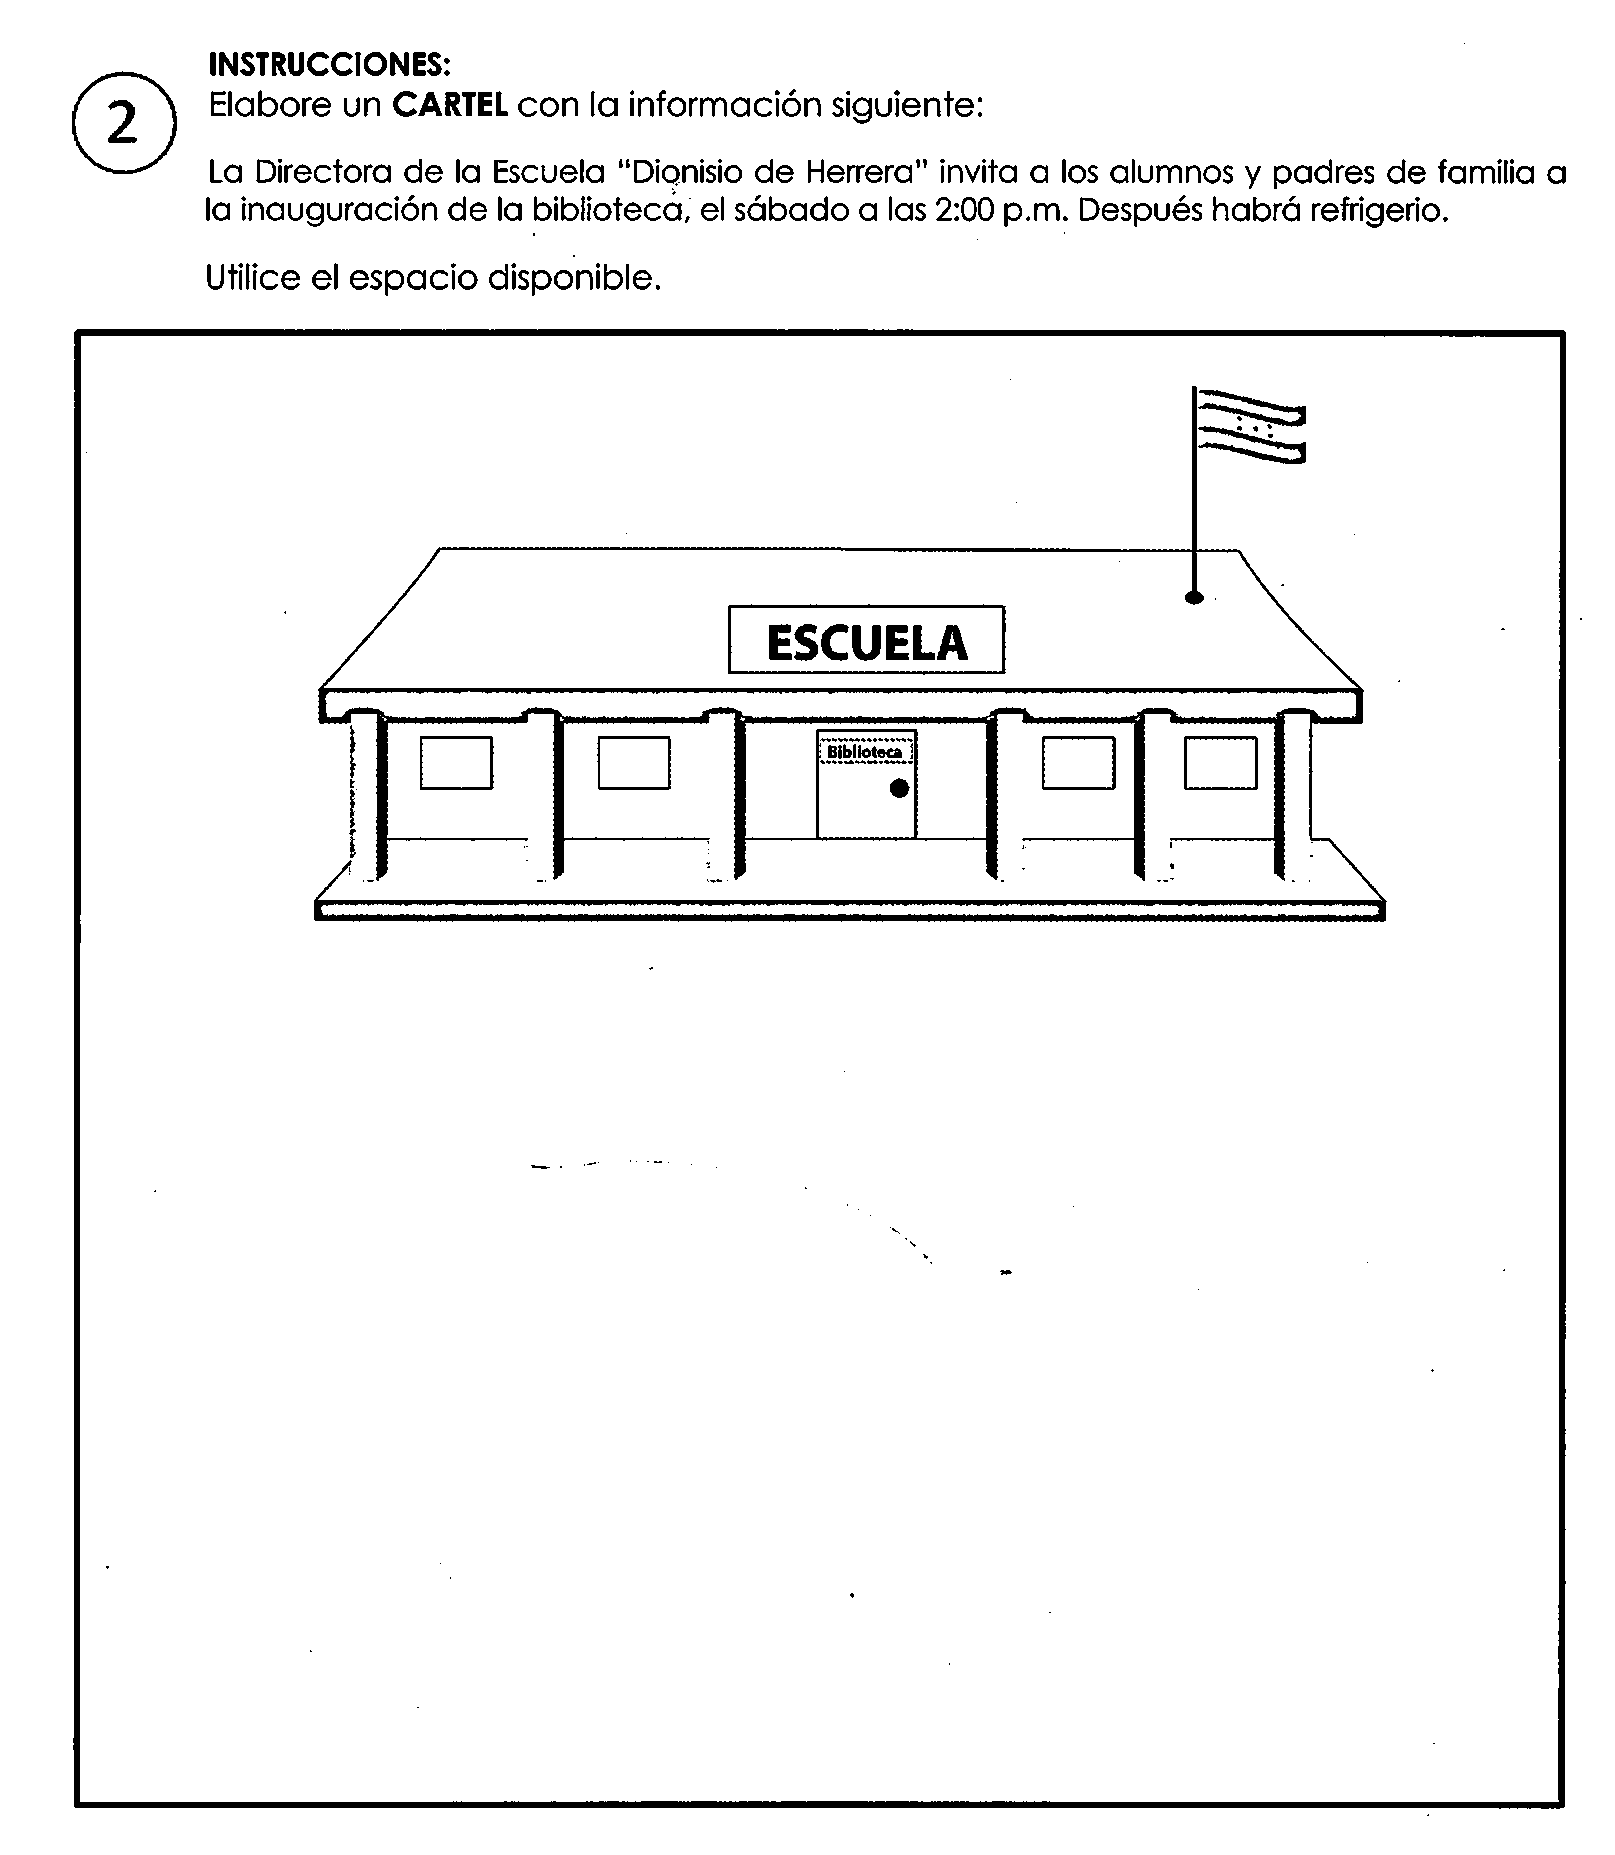 INSTRUCCIONES:
2
Elabore un CARTEL con la información siguiente:
La Directora de la Escuela "Dionisio de Herrera" invita a los alumnos y padres de familia a
la inauguración de la biblioteca, el sábado a las 2:00 p.m. Después habrá refrigerio.
Utilice el espacio disponible.
ESCUELA
Biblioteca